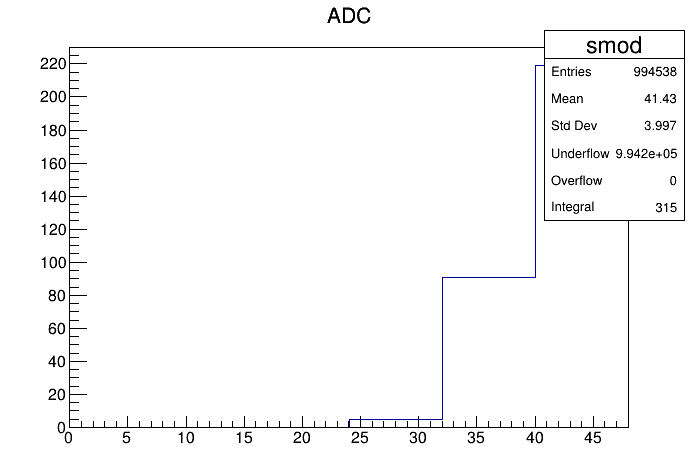 ADC
smod
Entries 994538
Mean 41.43
Std Dev 3.997
Underflow 9.942e+05
Overflow 0
Integral 315
220
200
180
160
140
120
100
80
60
40
20
0
0 5 10 15 20 25 30 35 40 45